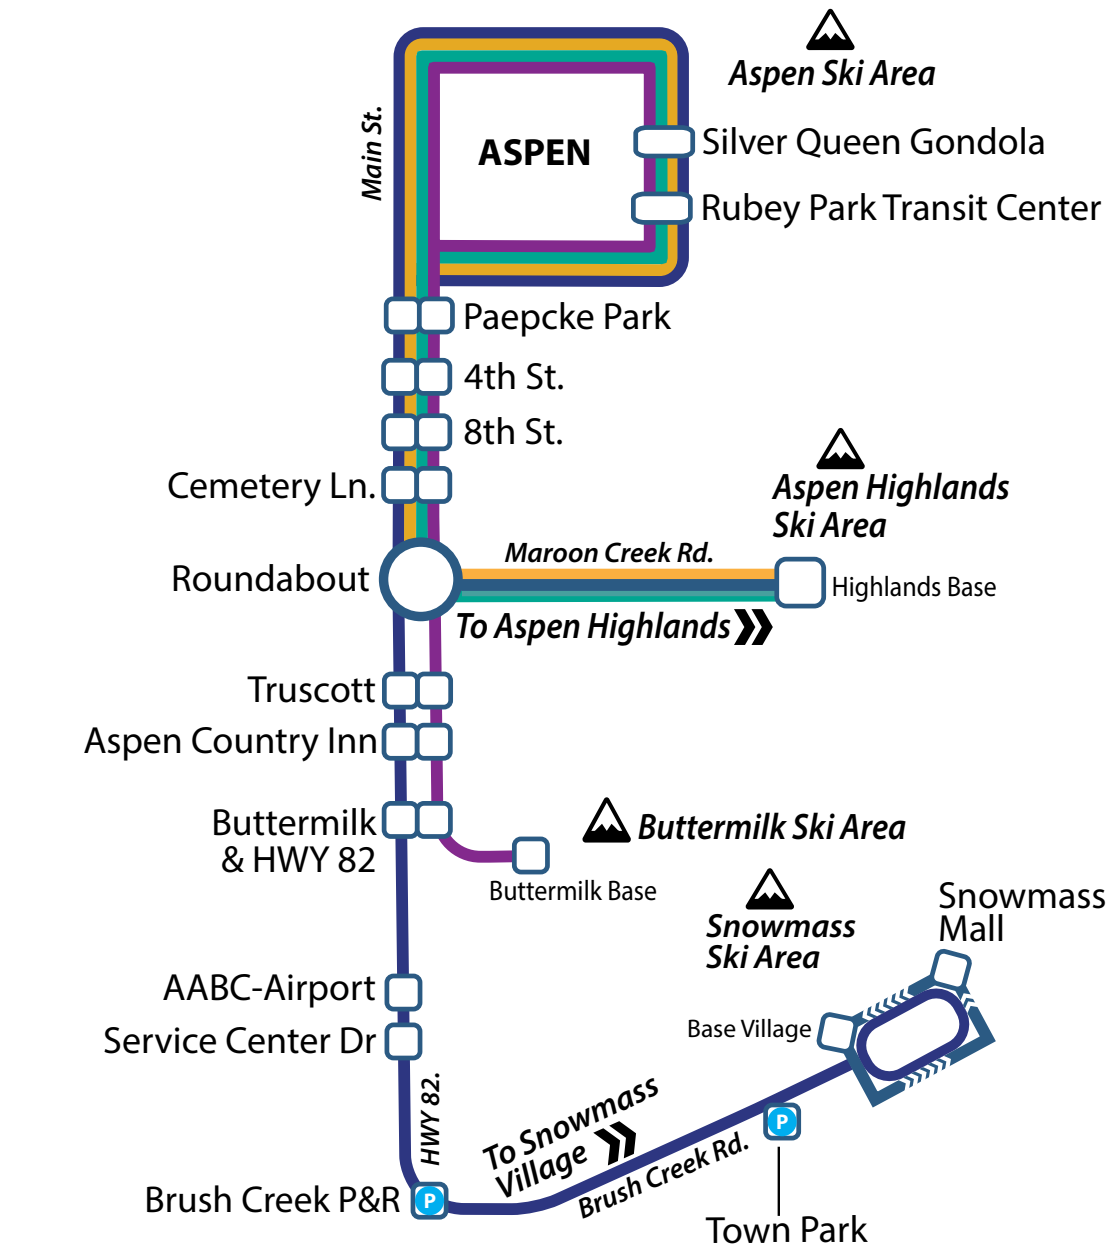 Aspen Ski Area
Main St.
ASPEN
Silver Queen Gondola
Rubey Park Transit Center
Paepcke Park
4th St.
8th St.
Cemetery Ln.
Aspen Highlands
Ski Area
Maroon Creek Rd.
Roundabout
Highlands Base
To Aspen Highlands
Truscott
Aspen Country Inn
Buttermilk
& HWY 82
Buttermilk Ski Area
Buttermilk Base
Snowmass
Mall
Snowmass
Ski Area
AABC-Airport
Base Village
Service Center Dr
HWY 82.
To Snowmass
Village
P
Brush Creek Rd.
Brush Creek P&R
P
Town Park